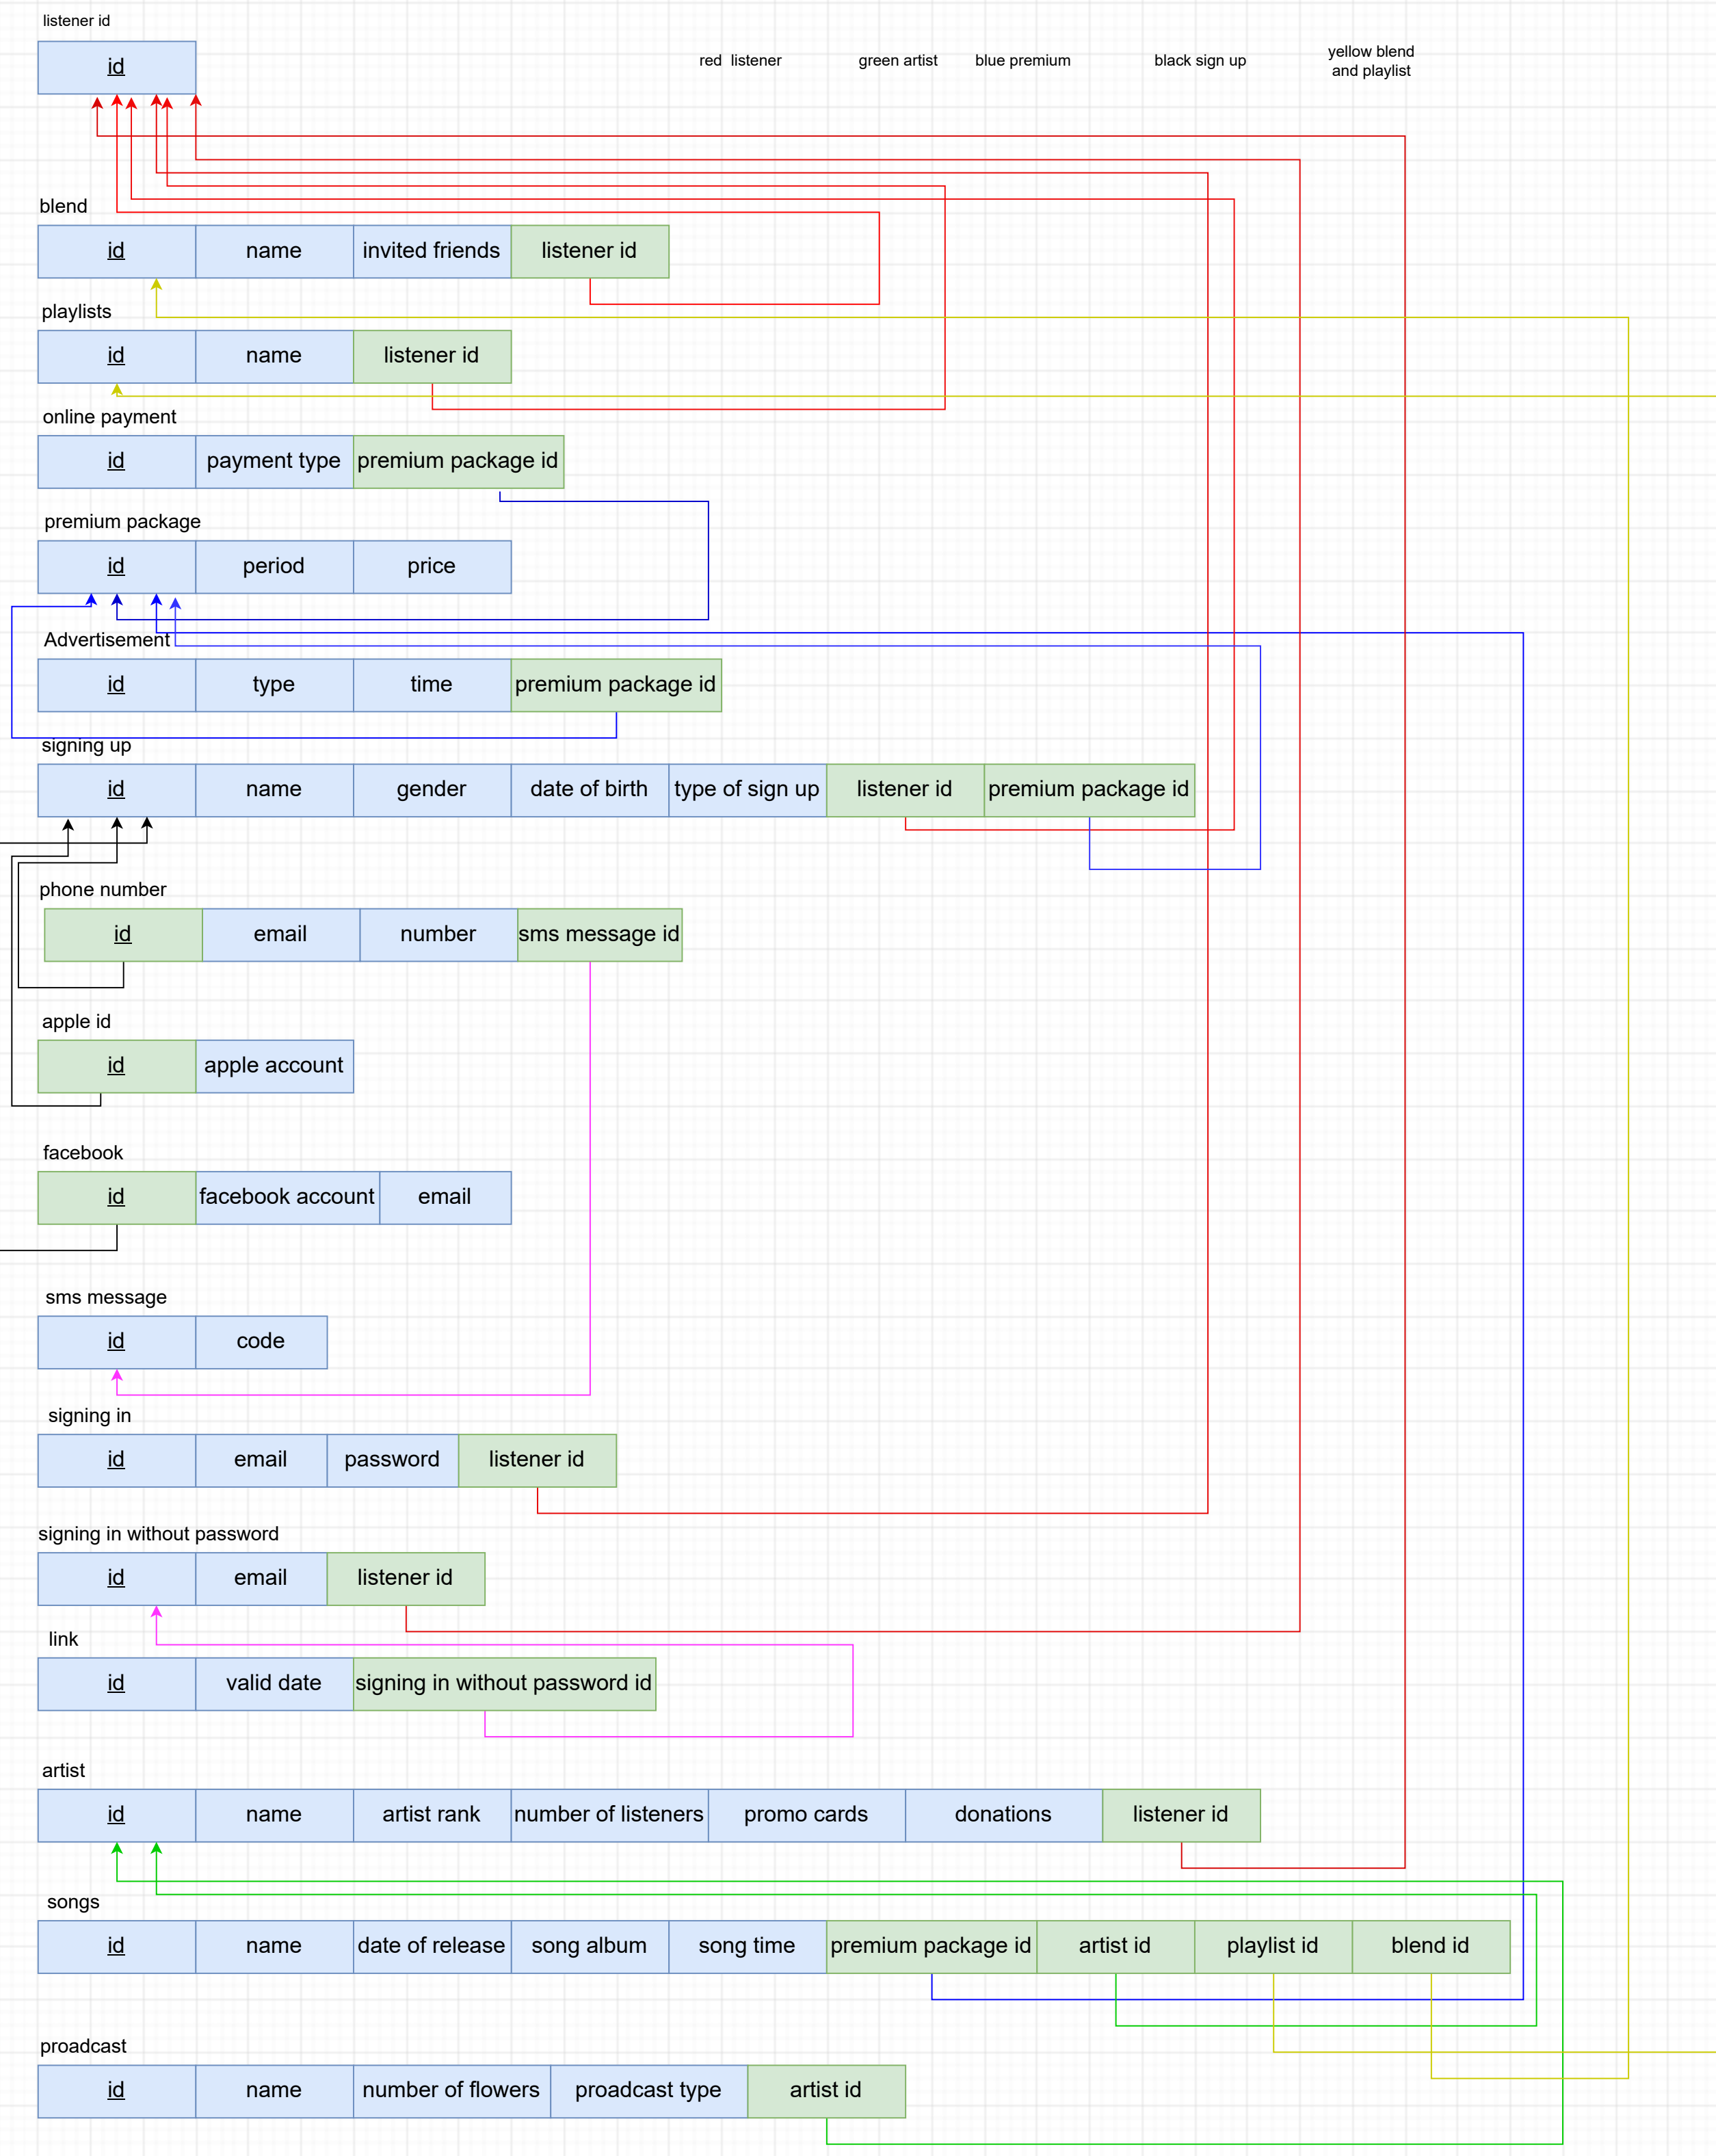 listener id
id
red  listener
green artist
blue premium
black sign up
yellow blend
and playlist
blend
id name invited friends listener id
playlists
id name listener id
online payment
id payment type premium package id
premium package
id period price
Advertisement
id type time premium package id
signing up
id name gender date of birth type of sign up listener id premium package id
phone number
id email number sms message id
apple id
id apple account
facebook
id facebook account email
sms message
id code
signing in
id email password listener id
signing in without password
id email listener id
link
id valid date signing in without password id
artist
id name artist rank number of listeners promo cards donations listener id
songs
id name date of release song album song time premium package id artist id playlist id blend id
proadcast
id name number of flowers proadcast type artist id